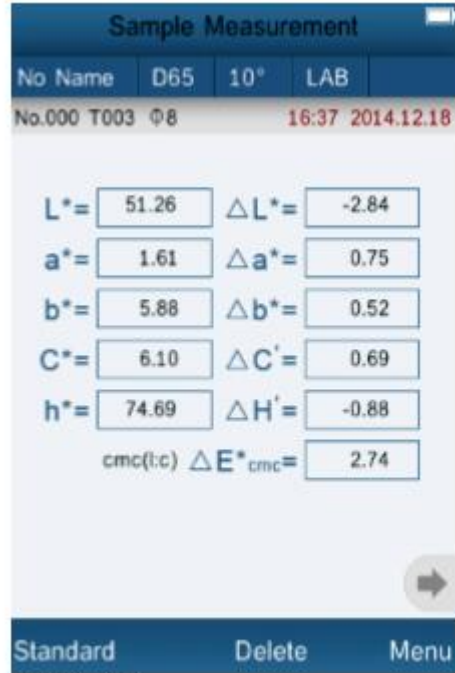 Sample Measurement
No Name D65 10° LAB
No.000 T003 Φ8 16:37 2014.12.18
L*= 51.26 △L*= -2.84
a*= 1.61 △a*= 0.75
b*= 5.88 △b*= 0.52
C*= 6.10 △C'= 0.69
h*= 74.69 △H'= -0.88
cmc(l:c) △E*cmc= 2.74
Standard Delete Menu